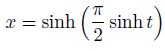 x = sinh ( π/2 sinh t )